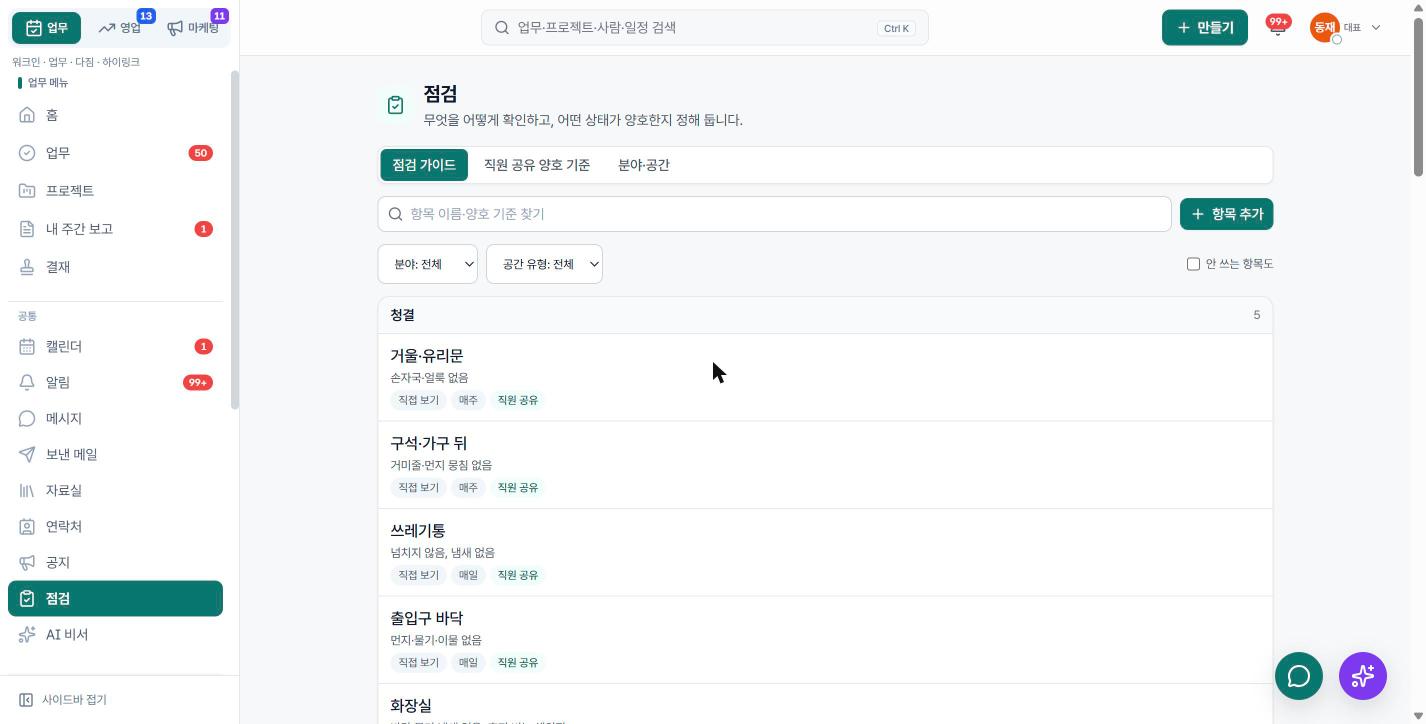 업무
영업
13
마케팅
11
업무·프로젝트·사람·일정 검색
Ctrl K
만들기
99+
동재
대표
워크인 · 업무 · 다짐 · 하이링크
업무 메뉴
홈
업무
50
프로젝트
내 주간 보고
1
결재
공통
캘린더
1
알림
99+
메시지
보낸 메일
자료실
연락처
공지
점검
AI 비서
사이드바 접기
점검
무엇을 어떻게 확인하고, 어떤 상태가 양호한지 정해 둡니다.
점검 가이드
직원 공유 양호 기준
분야·공간
항목 이름·양호 기준 찾기
항목 추가
분야: 전체
공간 유형: 전체
안 쓰는 항목도
청결
5
거울·유리문
손자국·얼룩 없음
직접 보기
매주
직원 공유
구석·가구 뒤
거미줄·먼지 뭉침 없음
직접 보기
매주
직원 공유
쓰레기통
넘치지 않음, 냄새 없음
직접 보기
매일
직원 공유
출입구 바닥
먼지·물기·이물 없음
직접 보기
매일
직원 공유
화장실